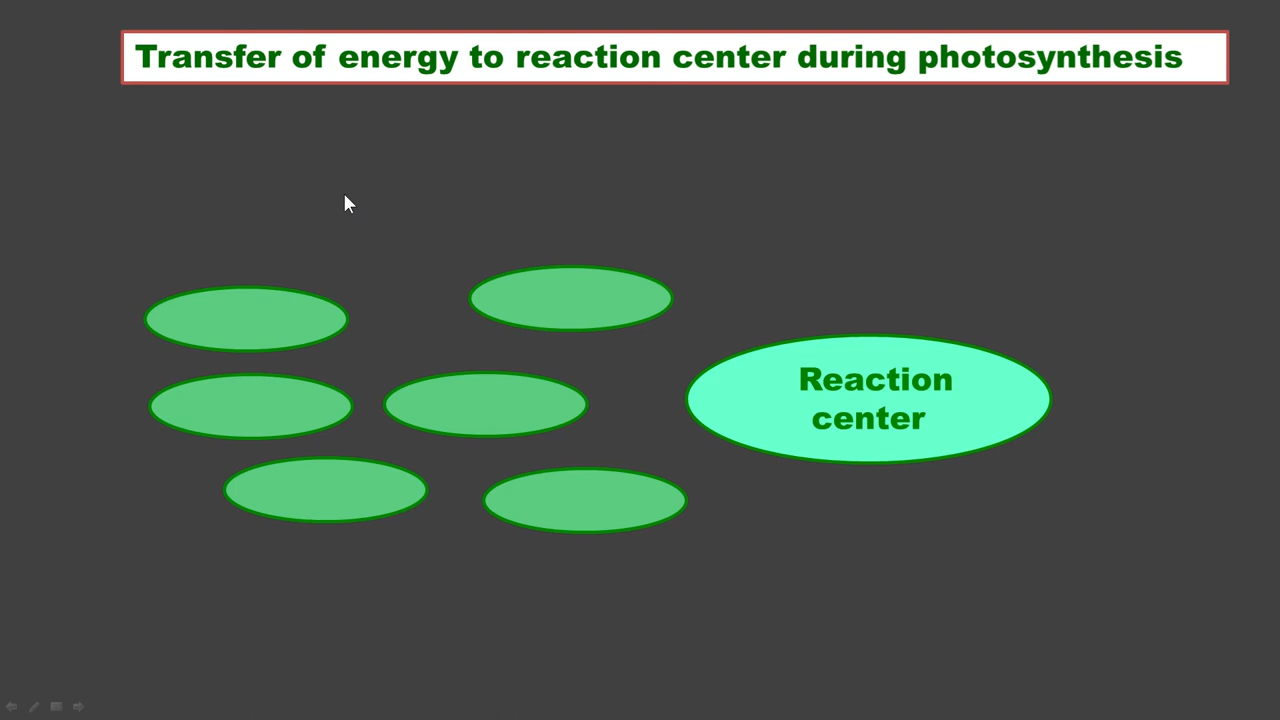 Transfer of energy to reaction center during photosynthesis
Reaction
center